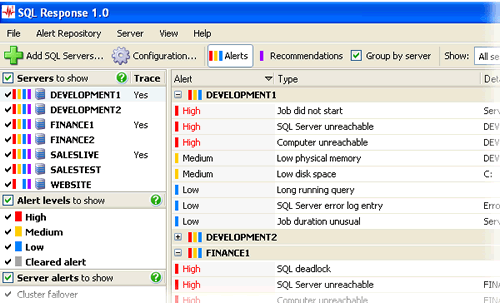 SQL Response 1.0
File Alert Repository Server View Help
Add SQL Servers... Configuration... Alerts Recommendations Group by server Show: All se
Servers to show ? Trace
DEVELOPMENT1 Yes
DEVELOPMENT2
FINANCE1 Yes
FINANCE2
SALESLIVE Yes
SALESTEST
WEBSITE
Alert levels to show ?
High
Medium
Low
Cleared alert
Server alerts to show ?
Cluster failover
Alert Type Deta
DEVELOPMENT1
High Job did not start Serv
High SQL Server unreachable DEV
High Computer unreachable DEV
Medium Low physical memory DEV
Medium Low disk space C:
Low Long running query
Low SQL Server error log entry Erro
Low Job duration unusual Serv
DEVELOPMENT2
FINANCE1
High SQL deadlock
High SQL Server unreachable
High Computer unreachable